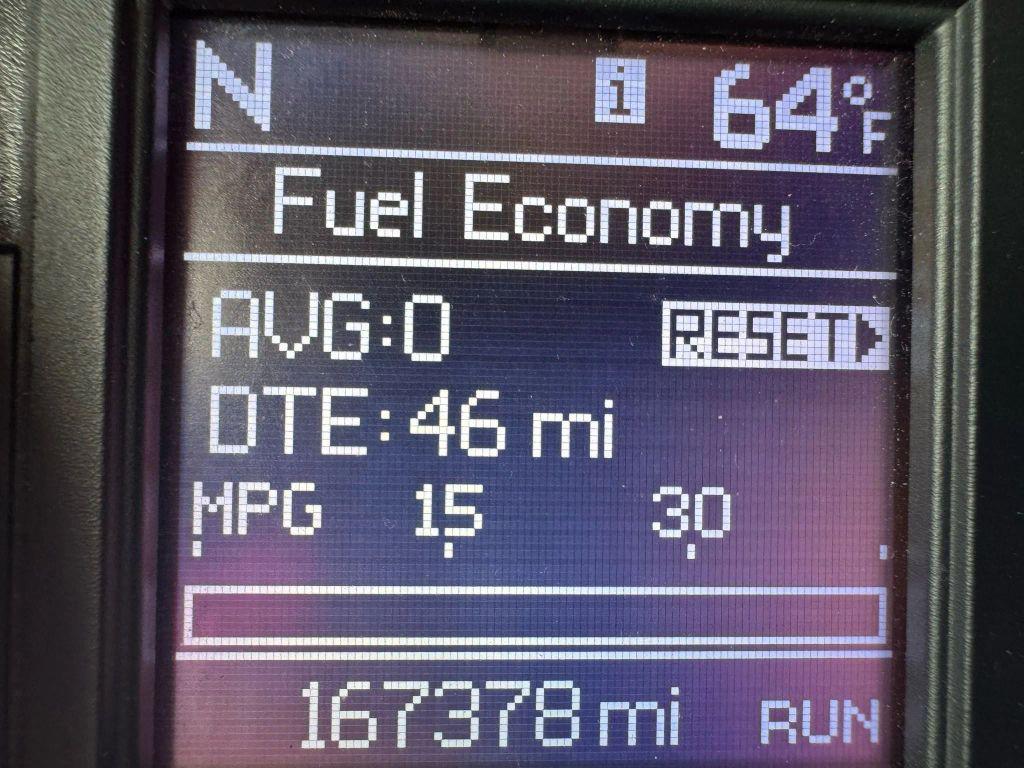 N i 64°F
Fuel Economy
AVG:0 RESET
DTE:46 mi
MPG 15 30
167378 mi RUN